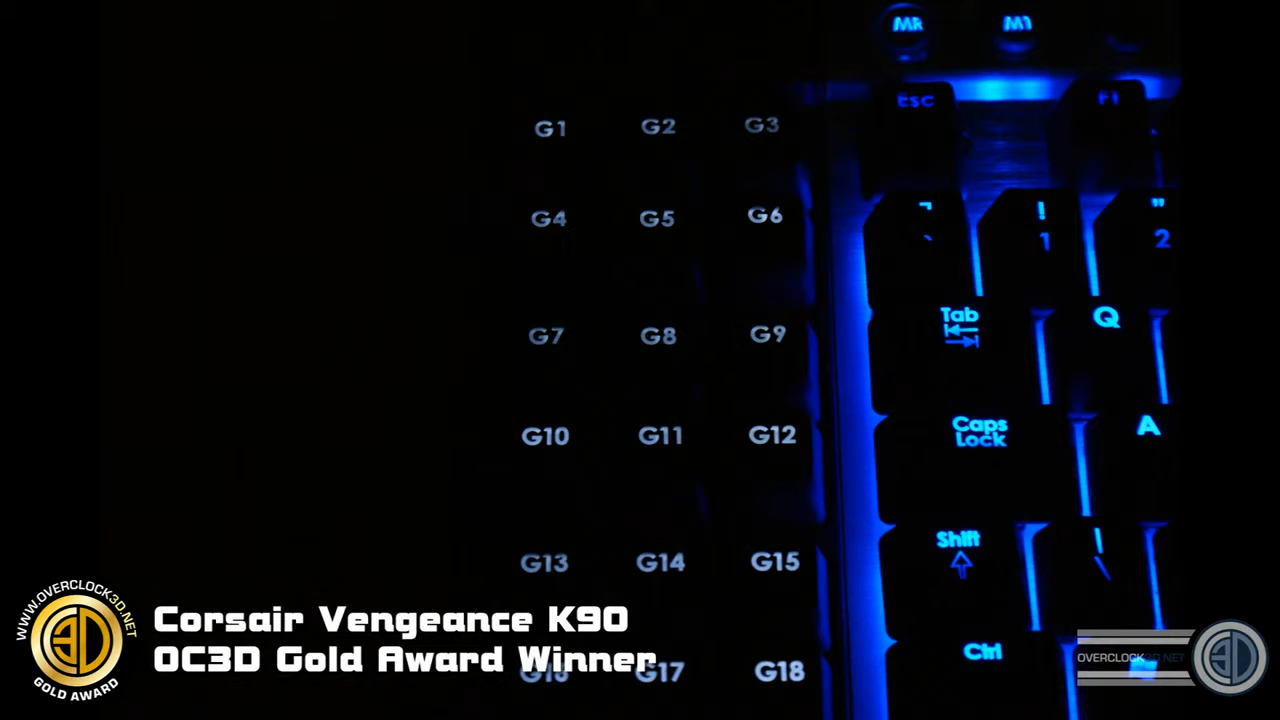 MR M1
Esc F1
G1 G2 G3
G4 G5 G6
¬ ! "
` 1 2
Tab Q
G7 G8 G9
Caps Lock A
G10 G11 G12
Shift | \
G13 G14 G15
Ctrl
G16 G17 G18
WWW.OVERCLOCK3D.NET
3D
GOLD AWARD
Corsair Vengeance K90
OC3D Gold Award Winner
OVERCLOCK3D.NET
3D